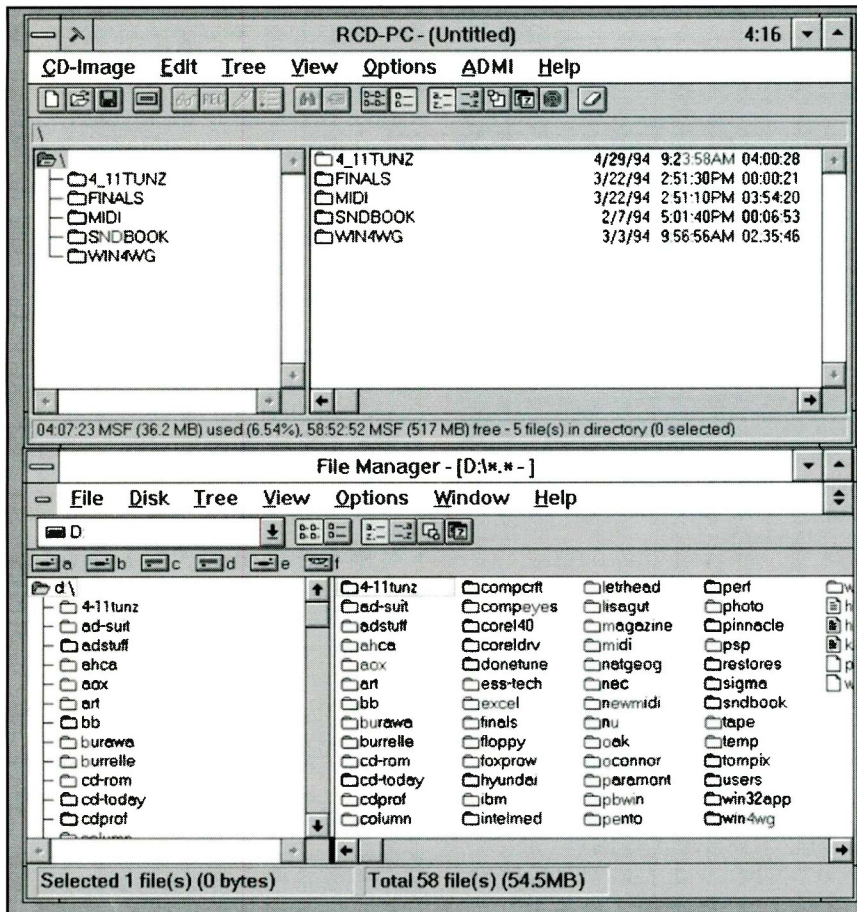 RCD-PC - (Untitled) 4:16
CD-Image Edit Tree View Options ADMI Help
REC
\
\
4_11TUNZ
FINALS
MIDI
SNDBOOK
WIN4WG
4_11TUNZ 4/29/94 9:23:58AM 04:00:28
FINALS 3/22/94 2:51:30PM 00:00:21
MIDI 3/22/94 2:51:10PM 03:54:20
SNDBOOK 2/7/94 5:01:40PM 00:06:53
WIN4WG 3/3/94 9:56:56AM 02:35:46
04:07:23 MSF (36.2 MB) used (6.54%), 58:52:52 MSF (517 MB) free - 5 file(s) in directory (0 selected)
File Manager - [D:\*.* - ]
File Disk Tree View Options Window Help
D:
a b c d e f
d:\
4-11tunz
ad-suit
adstuff
ahca
aox
art
bb
burawa
burrelle
cd-rom
cd-today
cdprof
column
4-11tunz compcrft letrhead perf w
ad-suit compeyes lisagut photo h
adstuff corel40 magazine pinnacle h
ahca coreldrv midi psp k
aox donetune natgeog restores p
art ess-tech nec sigma w
bb excel newmidi sndbook
burawa finals nu tape
burrelle floppy oak temp
cd-rom foxprow oconnor tompix
cd-today hyundai paramont users
cdprof ibm pbwin win32app
column intelmed pento win4wg
Selected 1 file(s) (0 bytes) Total 58 file(s) (54.5MB)